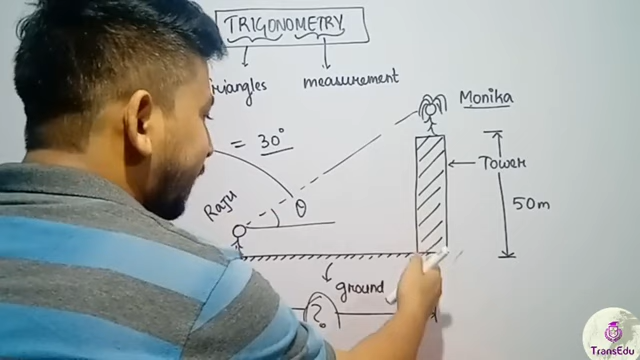 TRIGONOMETRY
riangles measurement
Monika
= 30°
Tower
Raju
θ
50m
ground
?
TransEdu